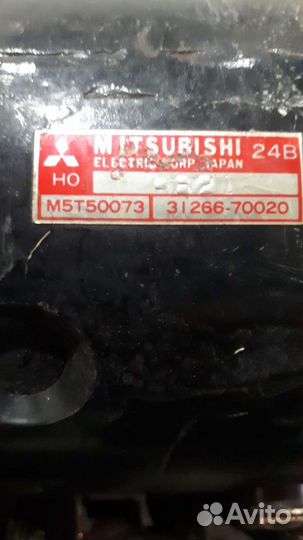 MITSUBISHI 24B
ELECTRIC CORP. JAPAN
HO
M5T50073 31266-70020
Avito